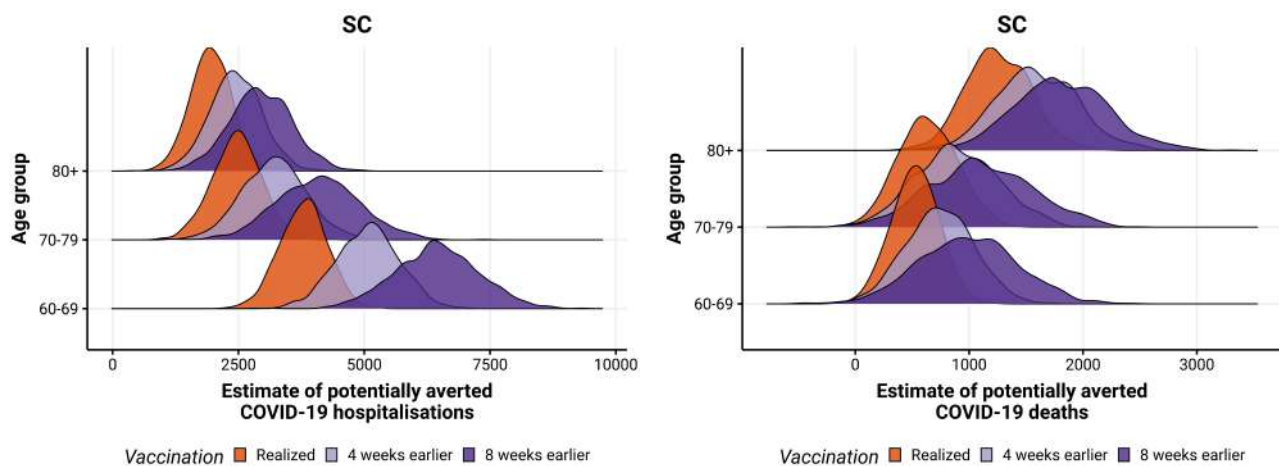 SC
Age group
80+
70-79
60-69
0 2500 5000 7500 10000
Estimate of potentially averted
COVID-19 hospitalisations
Vaccination Realized 4 weeks earlier 8 weeks earlier
SC
Age group
80+
70-79
60-69
0 1000 2000 3000
Estimate of potentially averted
COVID-19 deaths
Vaccination Realized 4 weeks earlier 8 weeks earlier